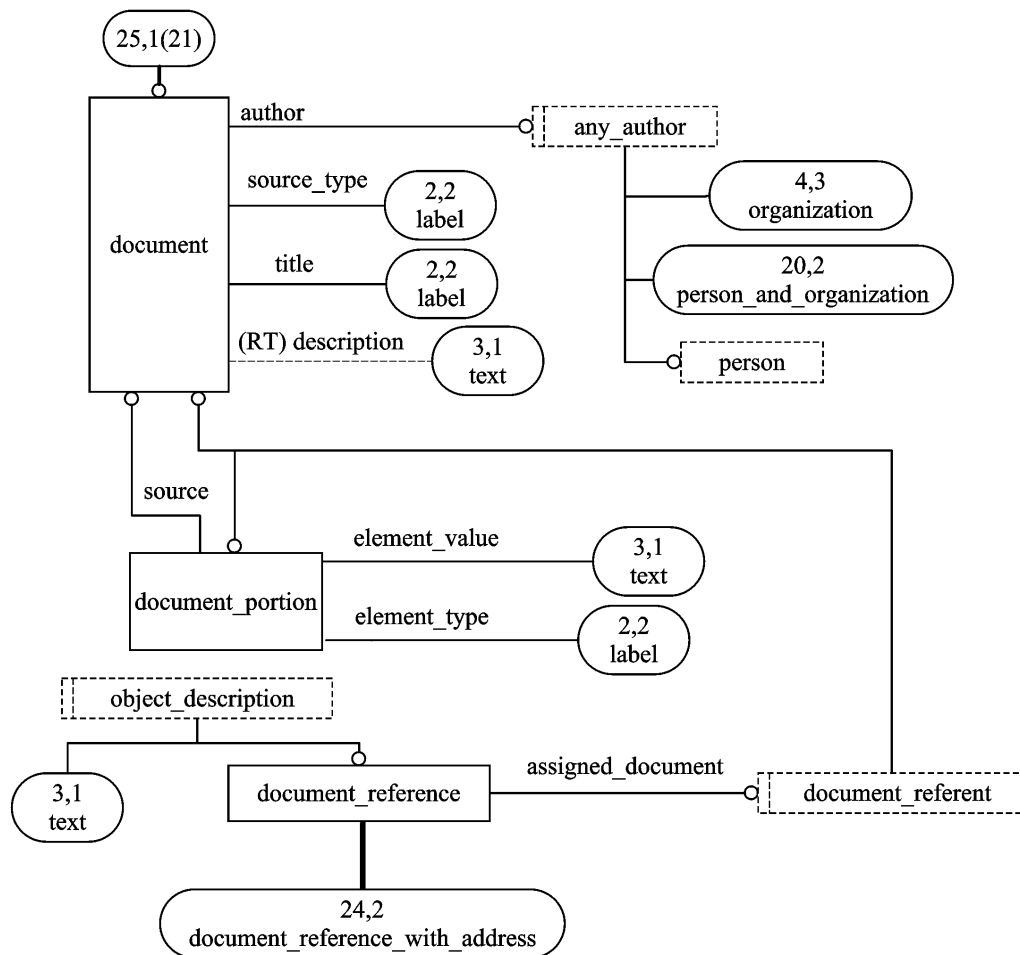 25,1(21)
author
any_author
source_type
2,2
label
4,3
organization
document
title
2,2
label
20,2
person_and_organization
(RT) description
3,1
text
person
source
element_value
3,1
text
document_portion
element_type
2,2
label
object_description
assigned_document
3,1
text
document_reference
document_referent
24,2
document_reference_with_address